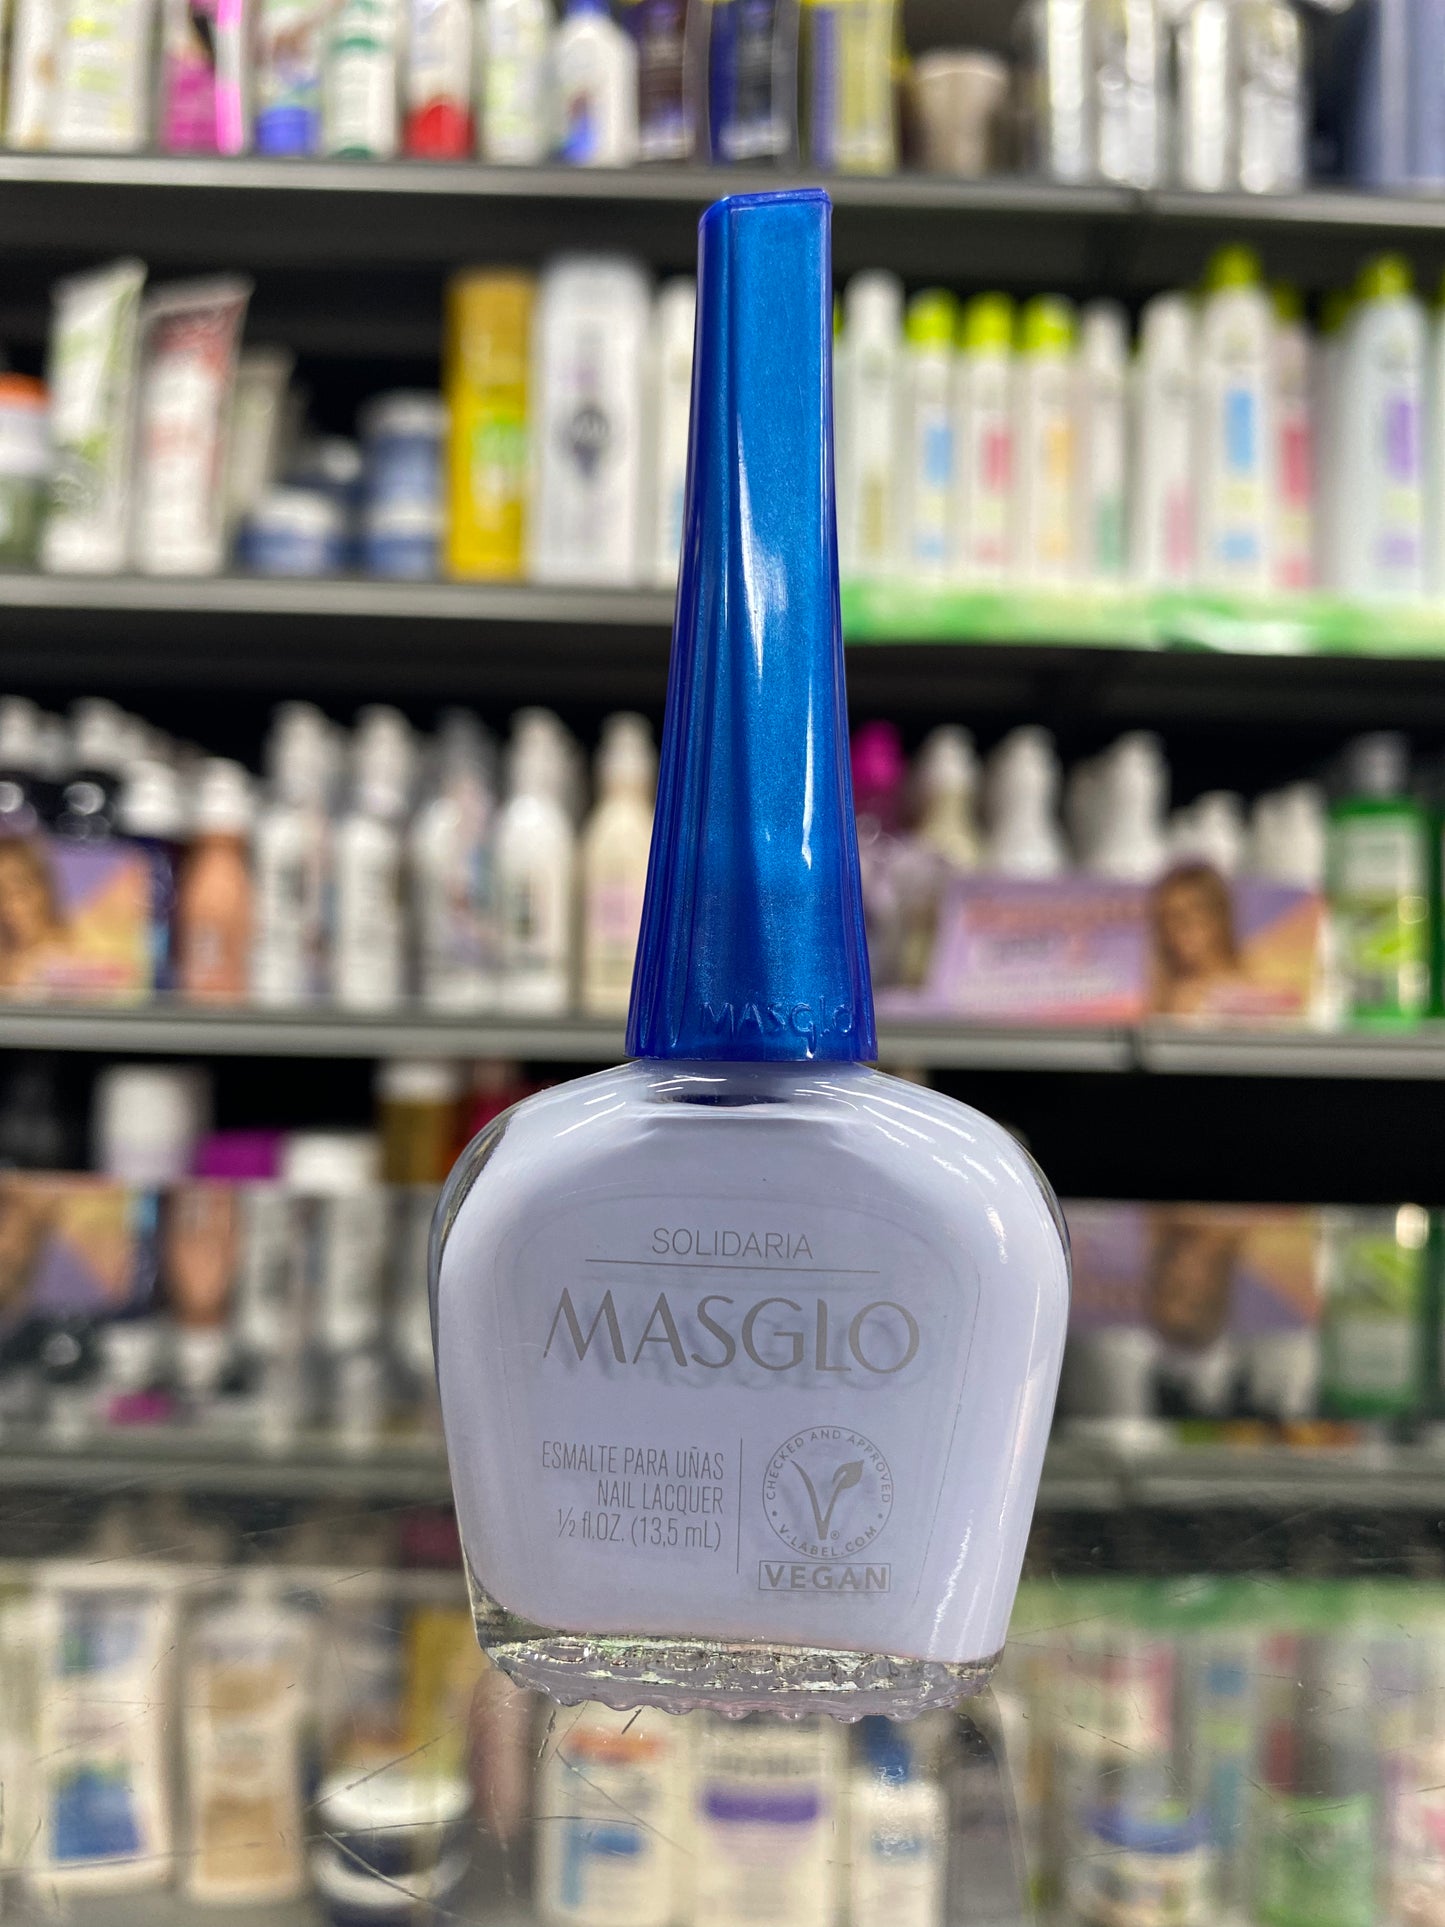 MASglo
SOLIDARIA
MASGLO
ESMALTE PARA UÑAS
NAIL LACQUER
½ fl.OZ. (13,5 mL)
CHECKED AND APPROVED
• V-LABEL.COM •
V®
VEGAN